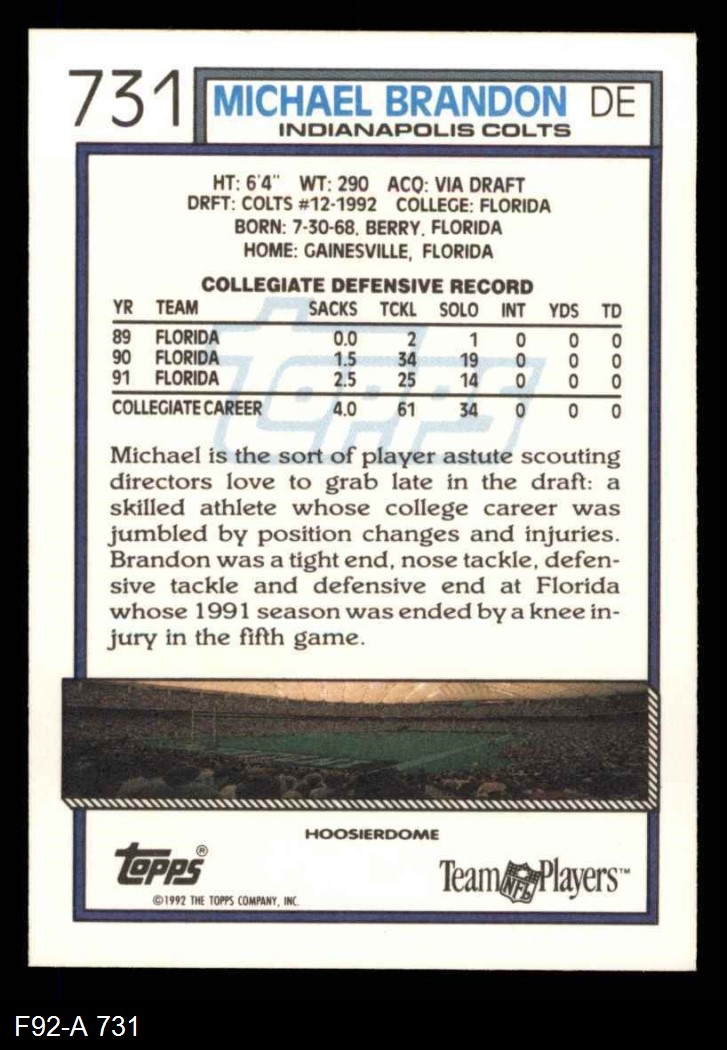 731 MICHAEL BRANDON DE
INDIANAPOLIS COLTS
HT: 6'4" WT: 290 ACQ: VIA DRAFT
DRFT: COLTS #12-1992 COLLEGE: FLORIDA
BORN: 7-30-68, BERRY, FLORIDA
HOME: GAINESVILLE, FLORIDA
COLLEGIATE DEFENSIVE RECORD
YR TEAM SACKS TCKL SOLO INT YDS TD
89 FLORIDA 0.0 2 1 0 0 0
90 FLORIDA 1.5 34 19 0 0 0
91 FLORIDA 2.5 25 14 0 0 0
COLLEGIATE CAREER 4.0 61 34 0 0 0
topps
Michael is the sort of player astute scouting
directors love to grab late in the draft: a
skilled athlete whose college career was
jumbled by position changes and injuries.
Brandon was a tight end, nose tackle, defen-
sive tackle and defensive end at Florida
whose 1991 season was ended by a knee in-
jury in the fifth game.
HOOSIERDOME
topps®
Team NFL Players™
©1992 THE TOPPS COMPANY, INC.
F92-A 731